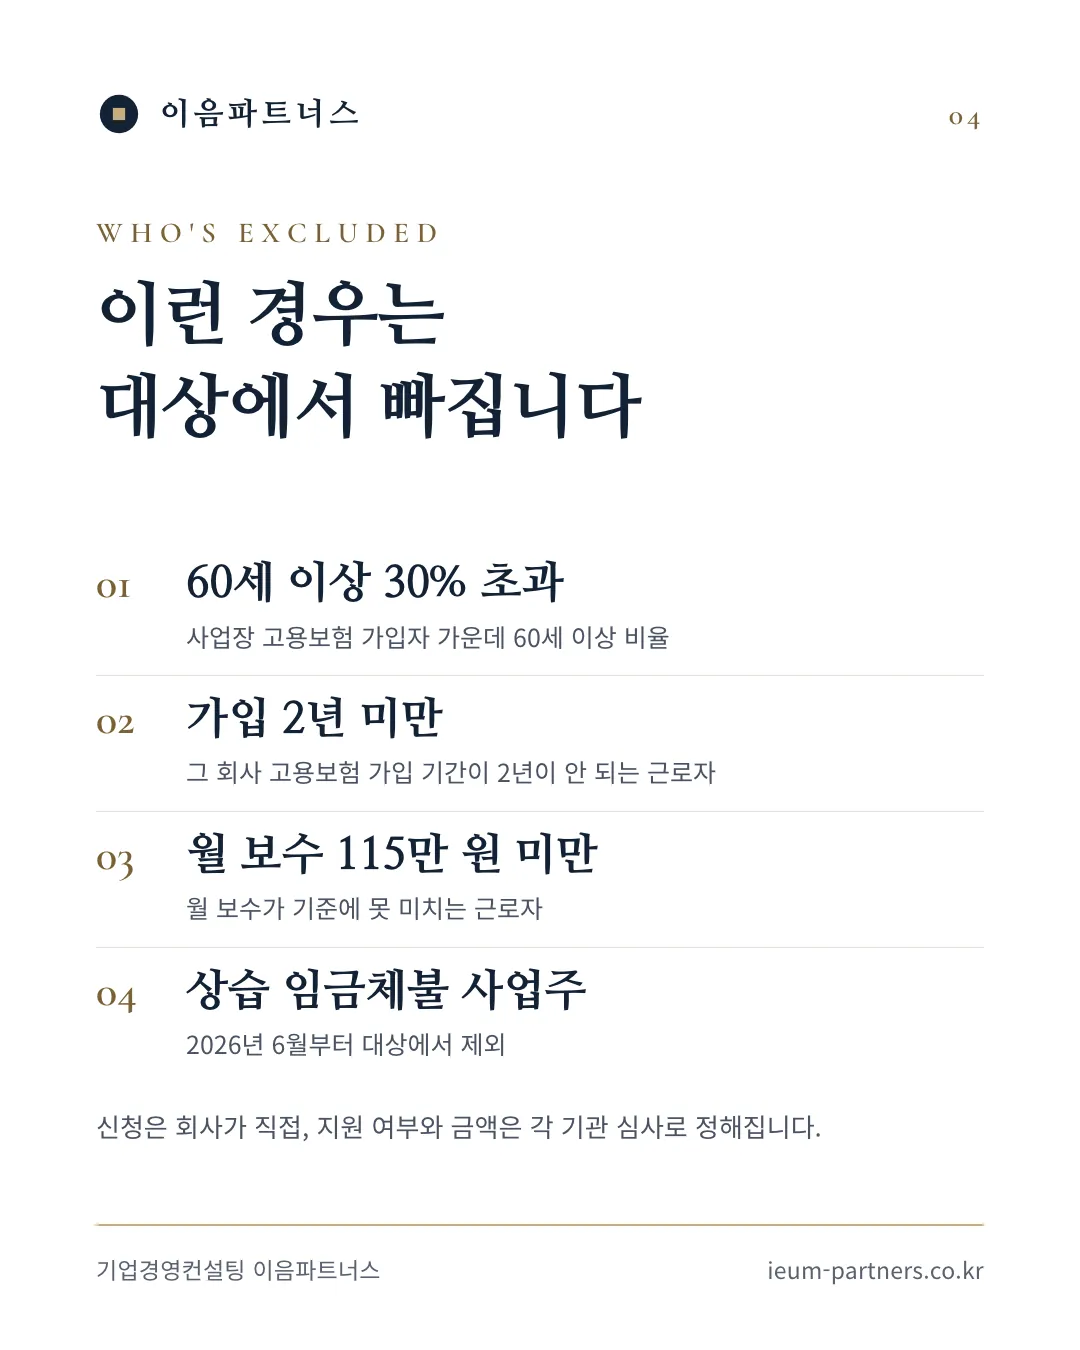 이음파트너스
04
WHO'S EXCLUDED
이런 경우는
대상에서 빠집니다
01
60세 이상 30% 초과
사업장 고용보험 가입자 가운데 60세 이상 비율
02
가입 2년 미만
그 회사 고용보험 가입 기간이 2년이 안 되는 근로자
03
월 보수 115만 원 미만
월 보수가 기준에 못 미치는 근로자
04
상습 임금체불 사업주
2026년 6월부터 대상에서 제외
신청은 회사가 직접, 지원 여부와 금액은 각 기관 심사로 정해집니다.
기업경영컨설팅 이음파트너스
ieum-partners.co.kr